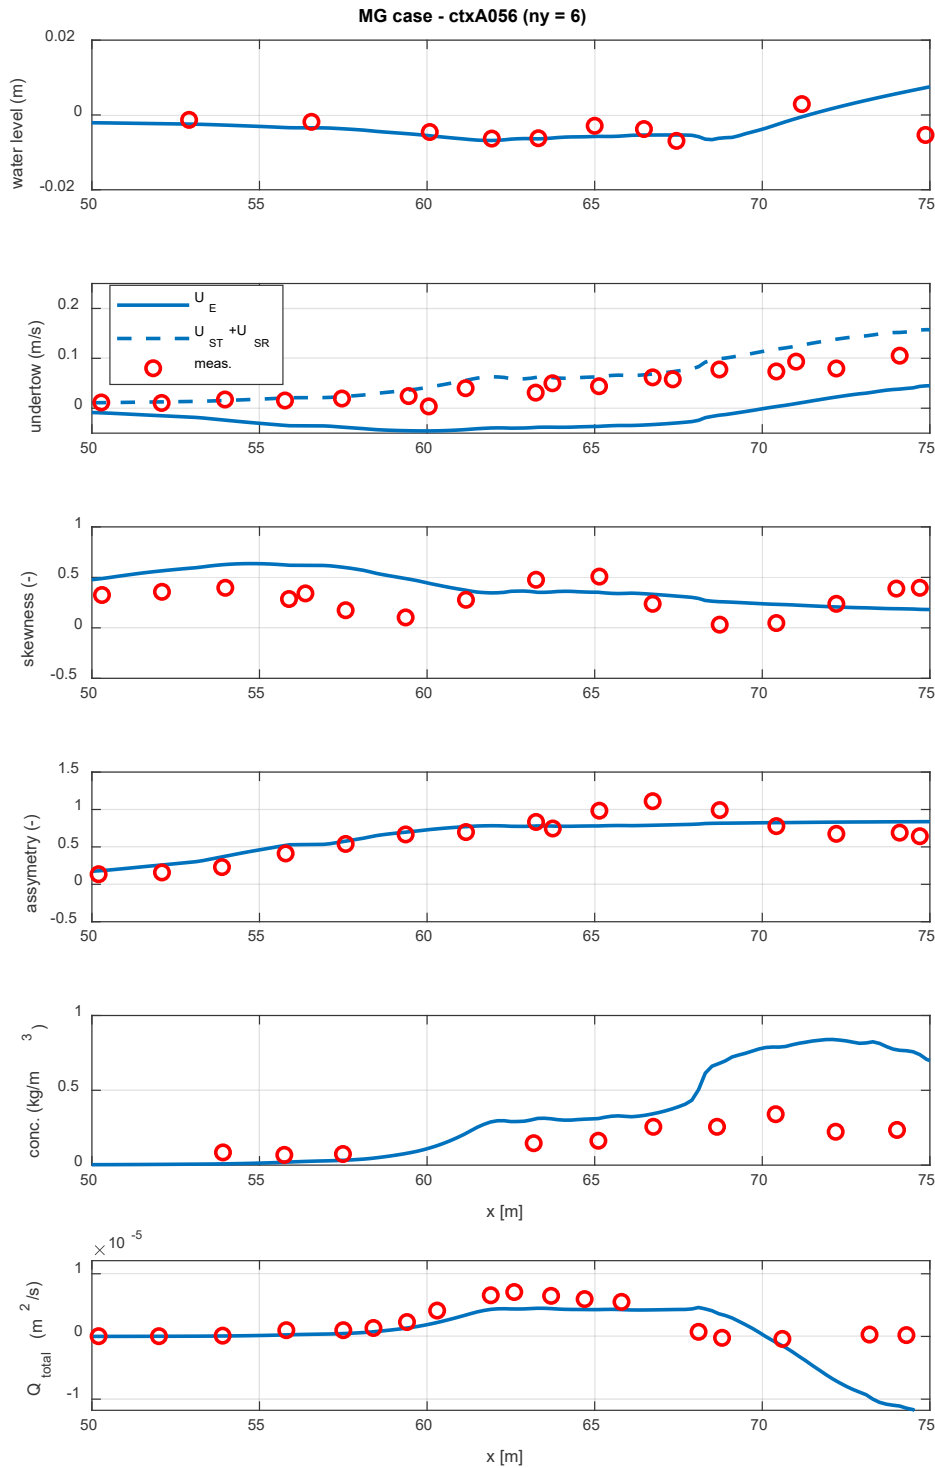 MG case - ctxA056 (ny = 6)
0.02
0
-0.02
water level (m)
50 55 60 65 70 75
0.2
0.1
0
undertow (m/s)
U E
U ST +U SR
meas.
50 55 60 65 70 75
1
0.5
0
-0.5
skewness (-)
50 55 60 65 70 75
1.5
1
0.5
0
-0.5
assymetry (-)
50 55 60 65 70 75
1
0.5
0
conc. (kg/m 3 )
50 55 60 65 70 75
x [m]
× 10 -5
1
0
-1
Q total (m 2 /s)
50 55 60 65 70 75
x [m]